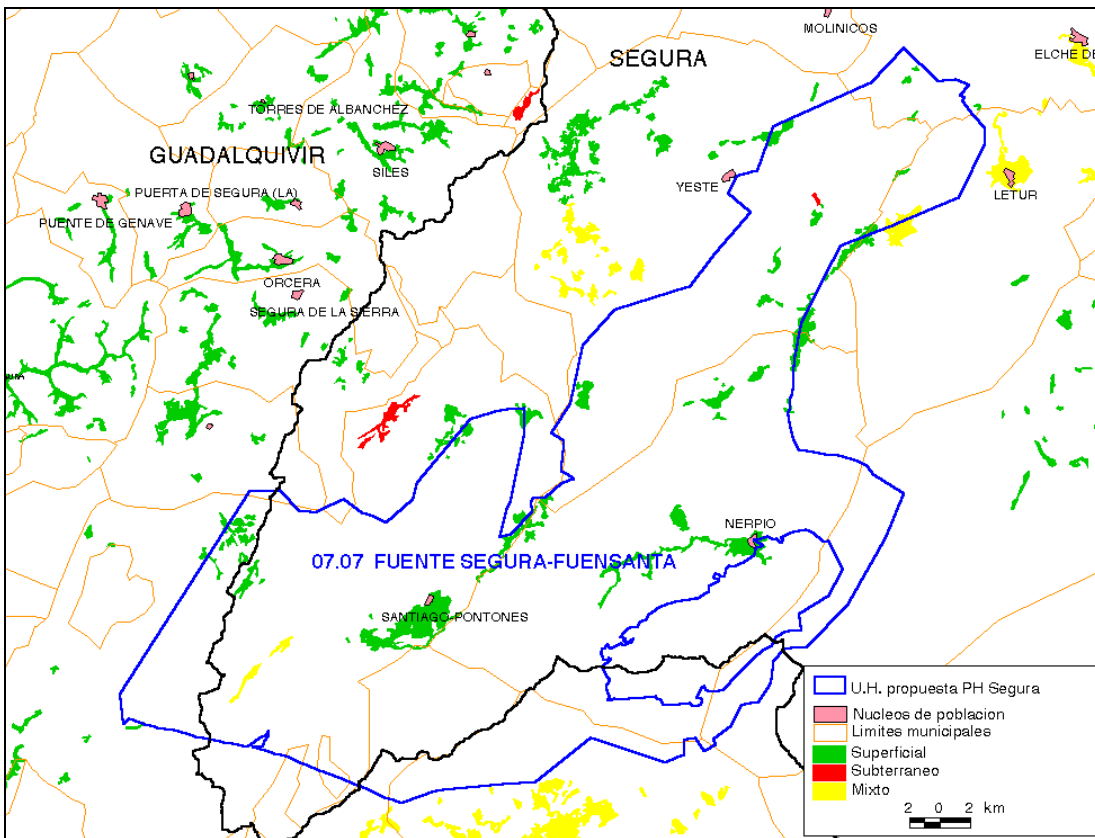 MOLINICOS
ELCHE DE
SEGURA
TORRES DE ALBANCHEZ
GUADALQUIVIR
SILES
YESTE
PUERTA DE SEGURA (LA)
LETUR
PUENTE DE GENAVE
ORCERA
SEGURA DE LA SIERRA
NERPIO
07.07 FUENTE SEGURA-FUENSANTA
SANTIAGO-PONTONES
U.H. propuesta PH Segura
Nucleos de poblacion
Limites municipales
Superficial
Subterraneo
Mixto
2 0 2 km